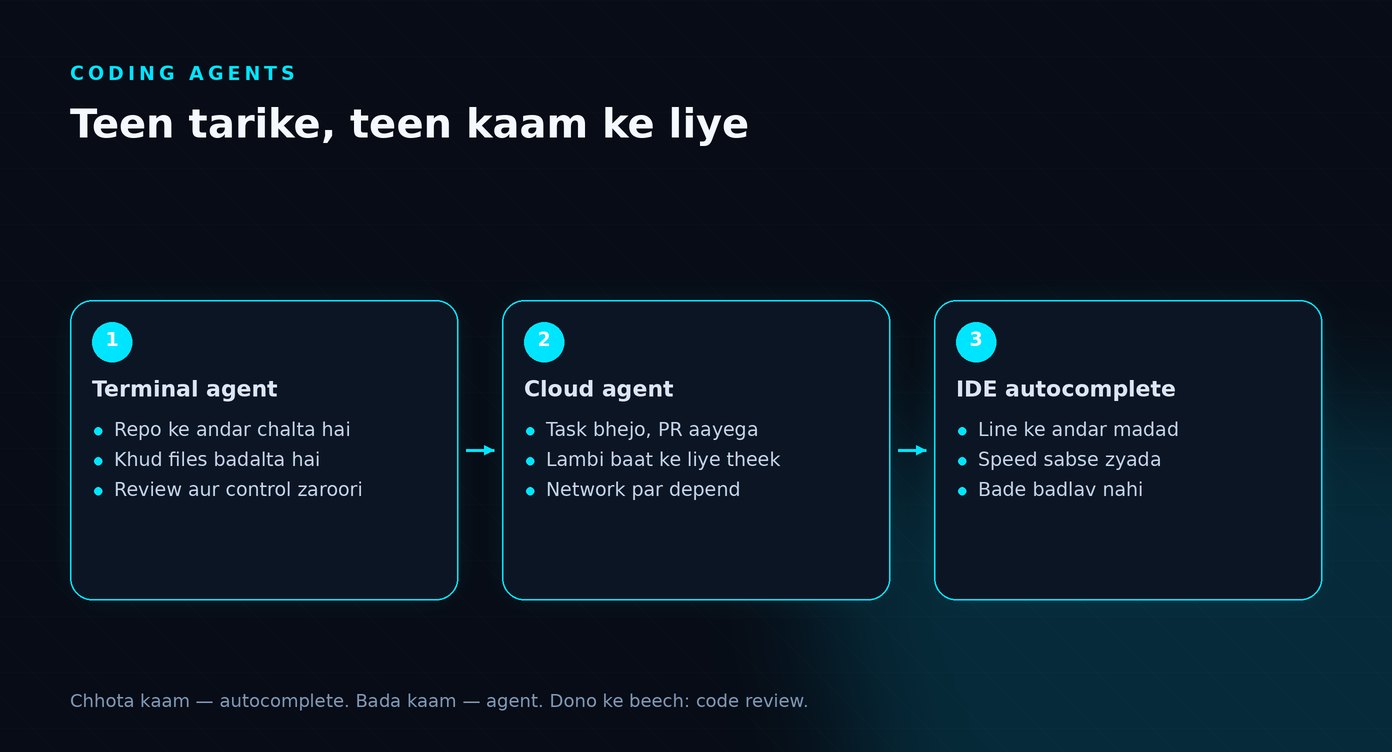 CODING AGENTS
Teen tarike, teen kaam ke liye
1
Terminal agent
Repo ke andar chalta hai
Khud files badalta hai
Review aur control zaroori
2
Cloud agent
Task bhejo, PR aayega
Lambi baat ke liye theek
Network par depend
3
IDE autocomplete
Line ke andar madad
Speed sabse zyada
Bade badlav nahi
Chhota kaam — autocomplete. Bada kaam — agent. Dono ke beech: code review.